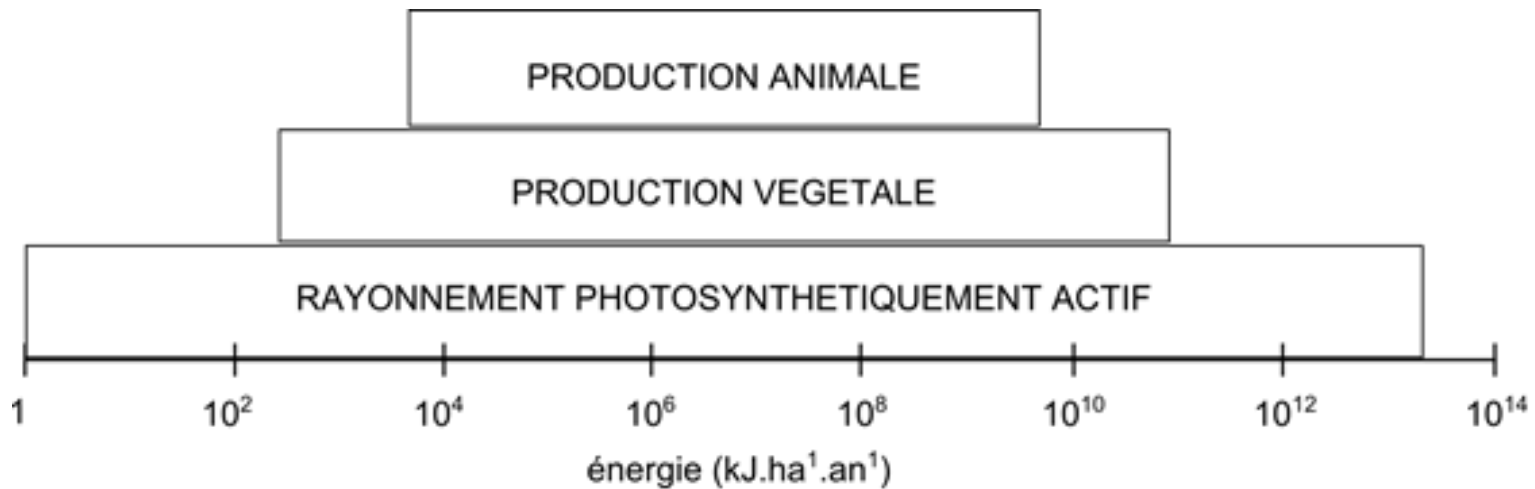 PRODUCTION ANIMALE
PRODUCTION VEGETALE
RAYONNEMENT PHOTOSYNTHETIQUEMENT ACTIF
1 10² 10⁴ 10⁶ 10⁸ 10¹⁰ 10¹² 10¹⁴
énergie (kJ.ha¹.an¹)